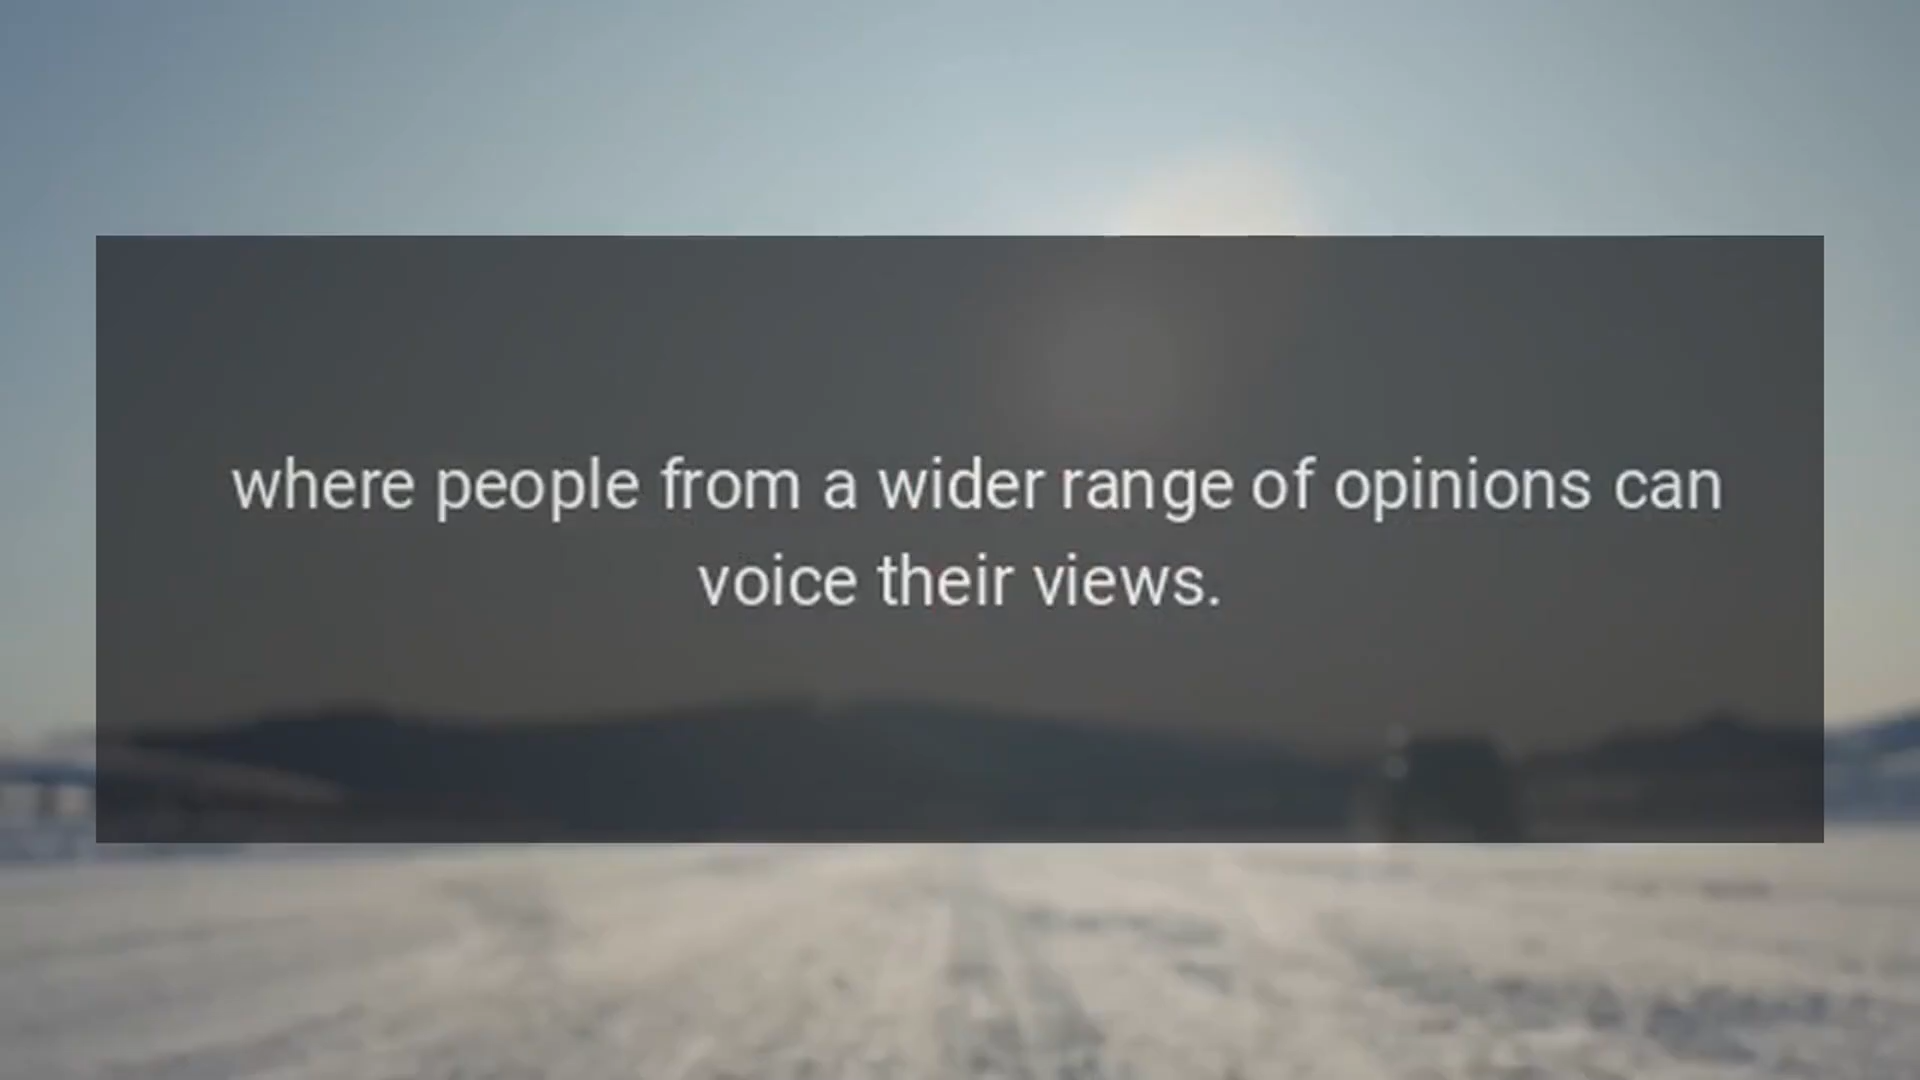 where people from a wider range of opinions can
voice their views.